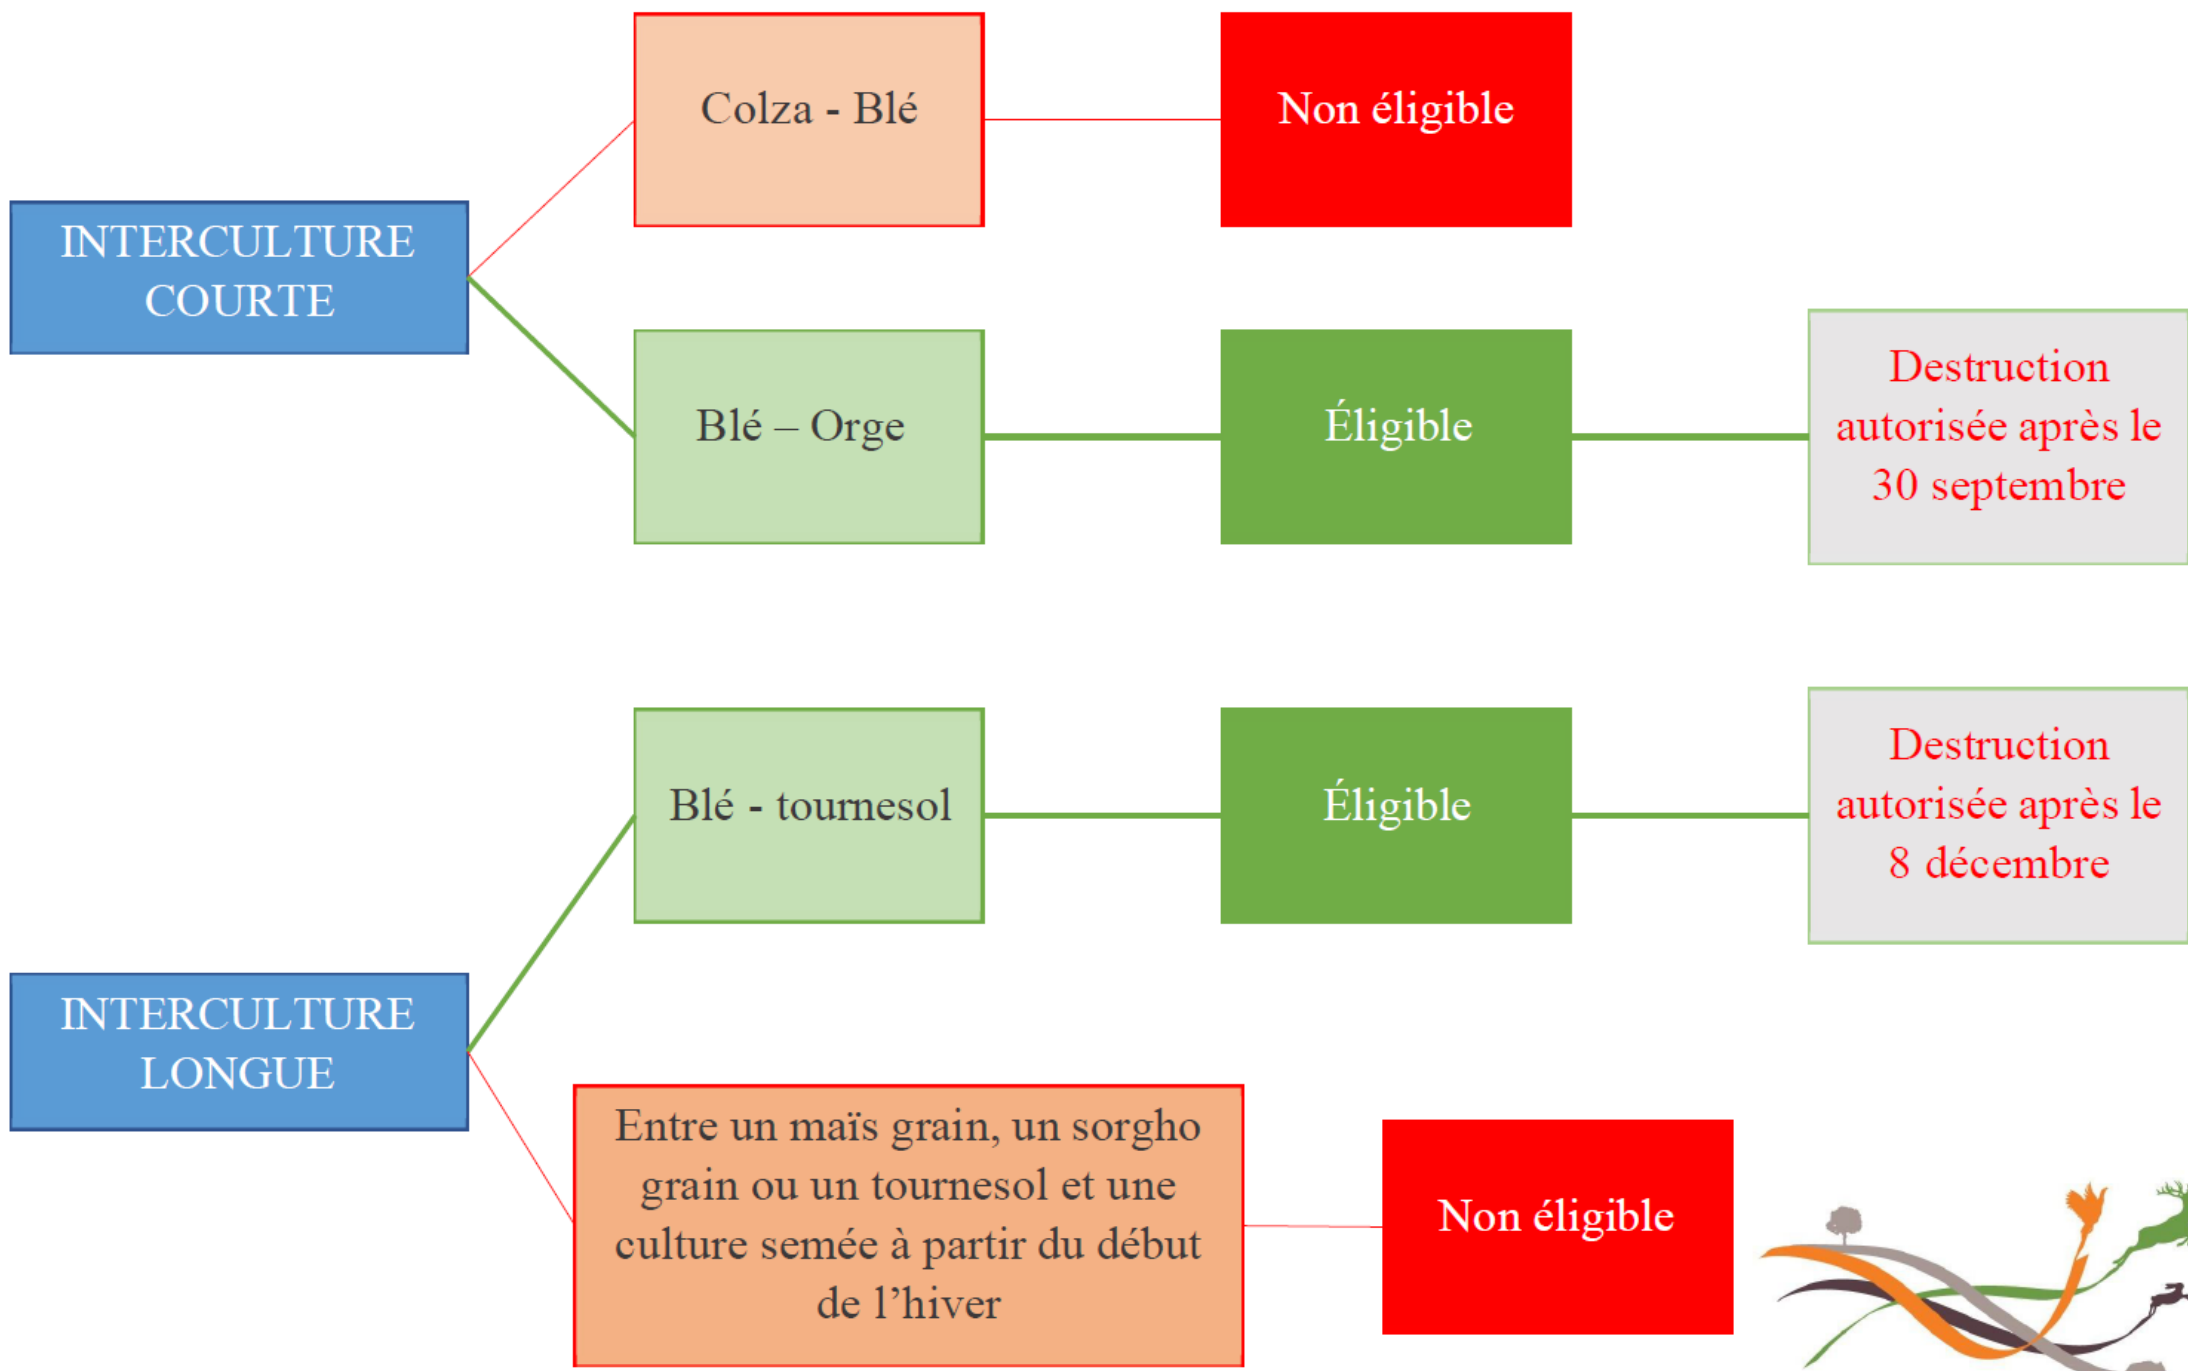 Colza - Blé
Non éligible
INTERCULTURE
COURTE
Blé – Orge
Éligible
Destruction
autorisée après le
30 septembre
Blé - tournesol
Éligible
Destruction
autorisée après le
8 décembre
INTERCULTURE
LONGUE
Entre un maïs grain, un sorgho
grain ou un tournesol et une
culture semée à partir du début
de l’hiver
Non éligible